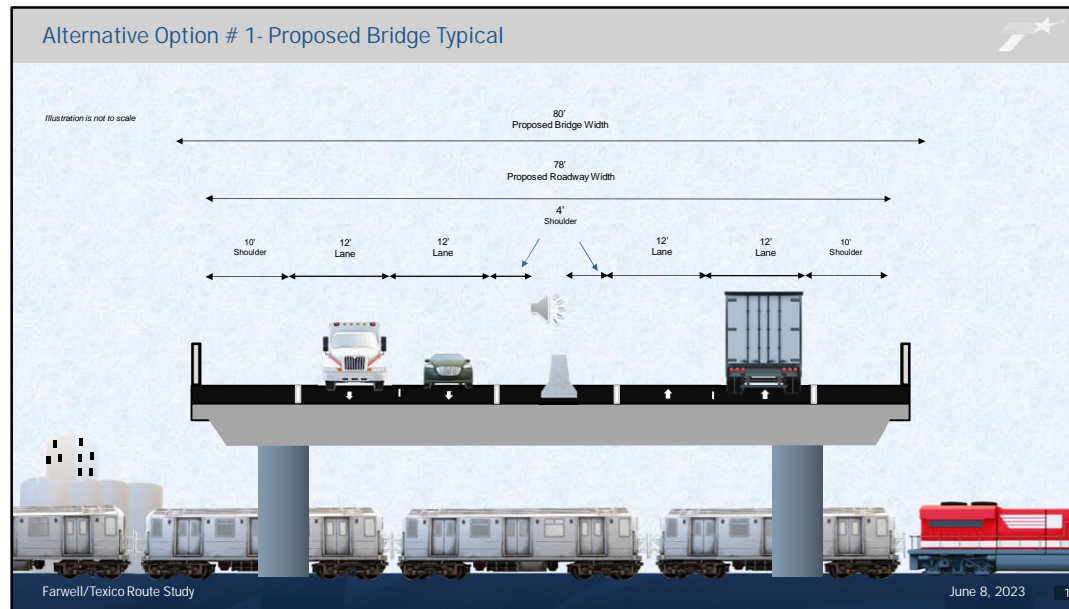 Alternative Option # 1- Proposed Bridge Typical
Illustration is not to scale
80'
Proposed Bridge Width
78'
Proposed Roadway Width
4'
Shoulder
10'
Shoulder
12'
Lane
12'
Lane
12'
Lane
12'
Lane
10'
Shoulder
Farwell/Texico Route Study
June 8, 2023
1